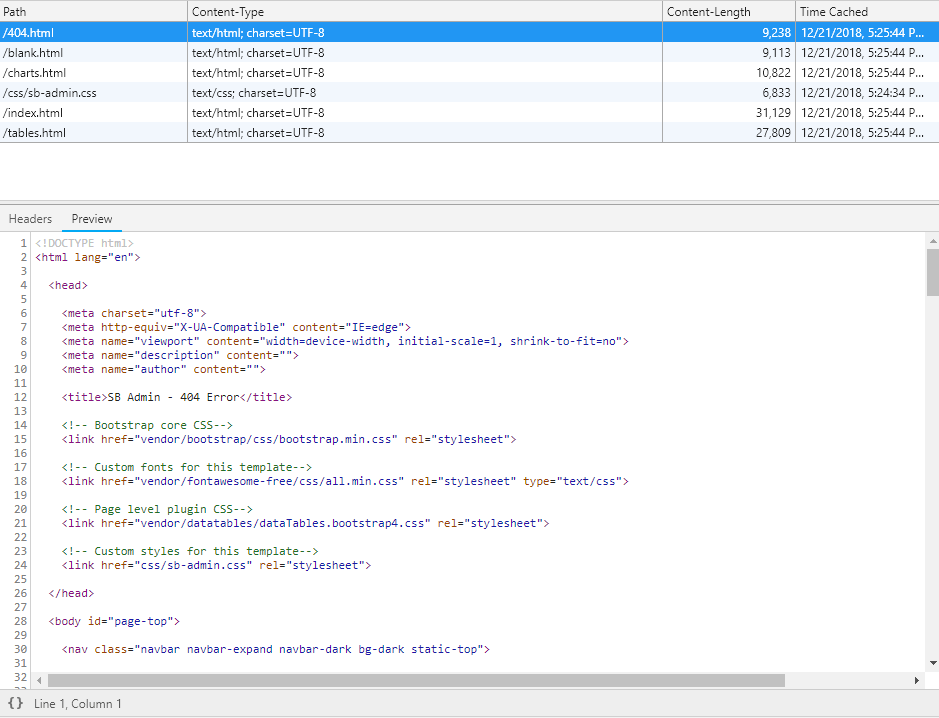 Path Content-Type Content-Length Time Cached
/404.html text/html; charset=UTF-8 9,238 12/21/2018, 5:25:44 P...
/blank.html text/html; charset=UTF-8 9,113 12/21/2018, 5:25:44 P...
/charts.html text/html; charset=UTF-8 10,822 12/21/2018, 5:25:44 P...
/css/sb-admin.css text/css; charset=UTF-8 6,833 12/21/2018, 5:24:34 P...
/index.html text/html; charset=UTF-8 31,129 12/21/2018, 5:25:44 P...
/tables.html text/html; charset=UTF-8 27,809 12/21/2018, 5:25:44 P...
Headers Preview
1 <!DOCTYPE html>
2 <html lang="en">
3
4 <head>
5
6 <meta charset="utf-8">
7 <meta http-equiv="X-UA-Compatible" content="IE=edge">
8 <meta name="viewport" content="width=device-width, initial-scale=1, shrink-to-fit=no">
9 <meta name="description" content="">
10 <meta name="author" content="">
11
12 <title>SB Admin - 404 Error</title>
13
14 <!-- Bootstrap core CSS-->
15 <link href="vendor/bootstrap/css/bootstrap.min.css" rel="stylesheet">
16
17 <!-- Custom fonts for this template-->
18 <link href="vendor/fontawesome-free/css/all.min.css" rel="stylesheet" type="text/css">
19
20 <!-- Page level plugin CSS-->
21 <link href="vendor/datatables/dataTables.bootstrap4.css" rel="stylesheet">
22
23 <!-- Custom styles for this template-->
24 <link href="css/sb-admin.css" rel="stylesheet">
25
26 </head>
27
28 <body id="page-top">
29
30 <nav class="navbar navbar-expand navbar-dark bg-dark static-top">
31
32
{} Line 1, Column 1